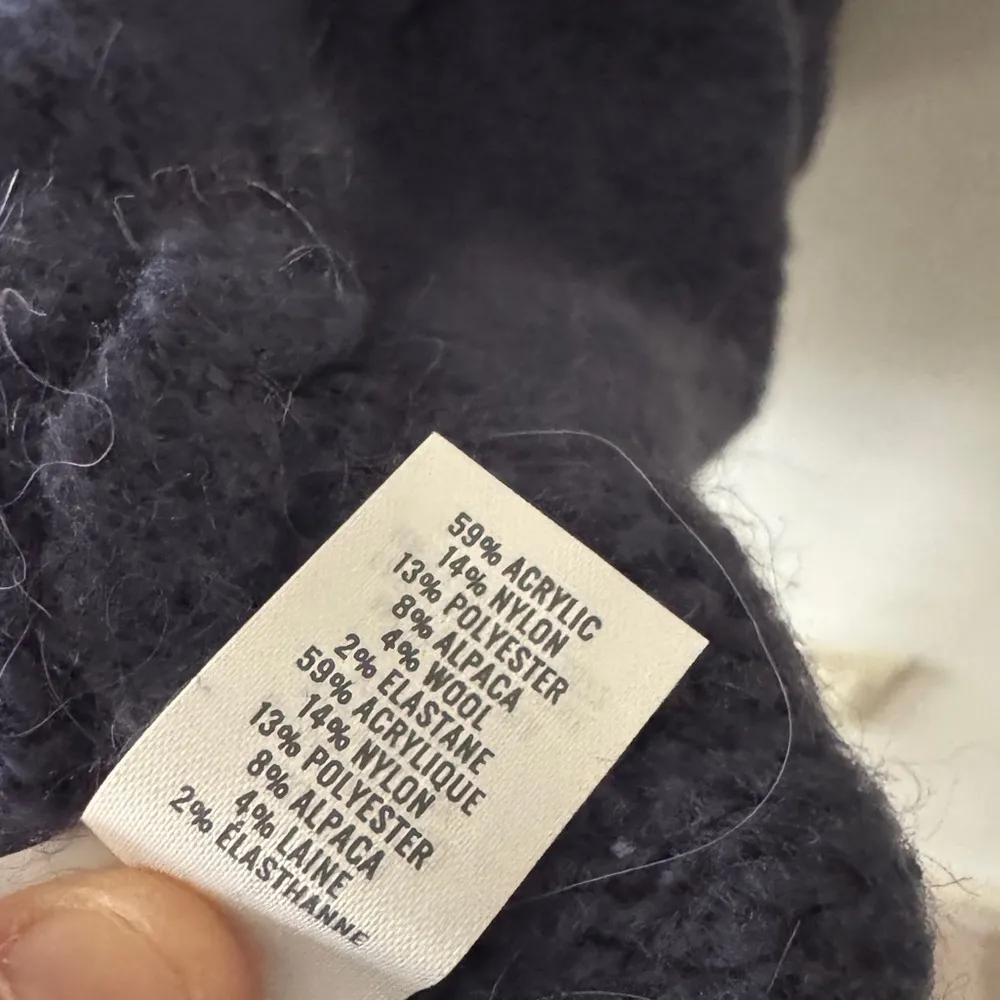 59% ACRYLIC
14% NYLON
13% POLYESTER
8% ALPACA
4% WOOL
2% ELASTANE
59% ACRYLIQUE
14% NYLON
13% POLYESTER
8% ALPACA
4% LAINE
2% ÉLASTHANNE